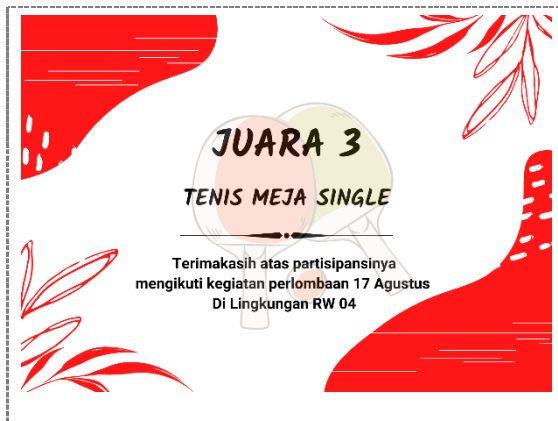 JUARA 3
TENIS MEJA SINGLE
Terimakasih atas partisipansinya
mengikuti kegiatan perlombaan 17 Agustus
Di Lingkungan RW 04